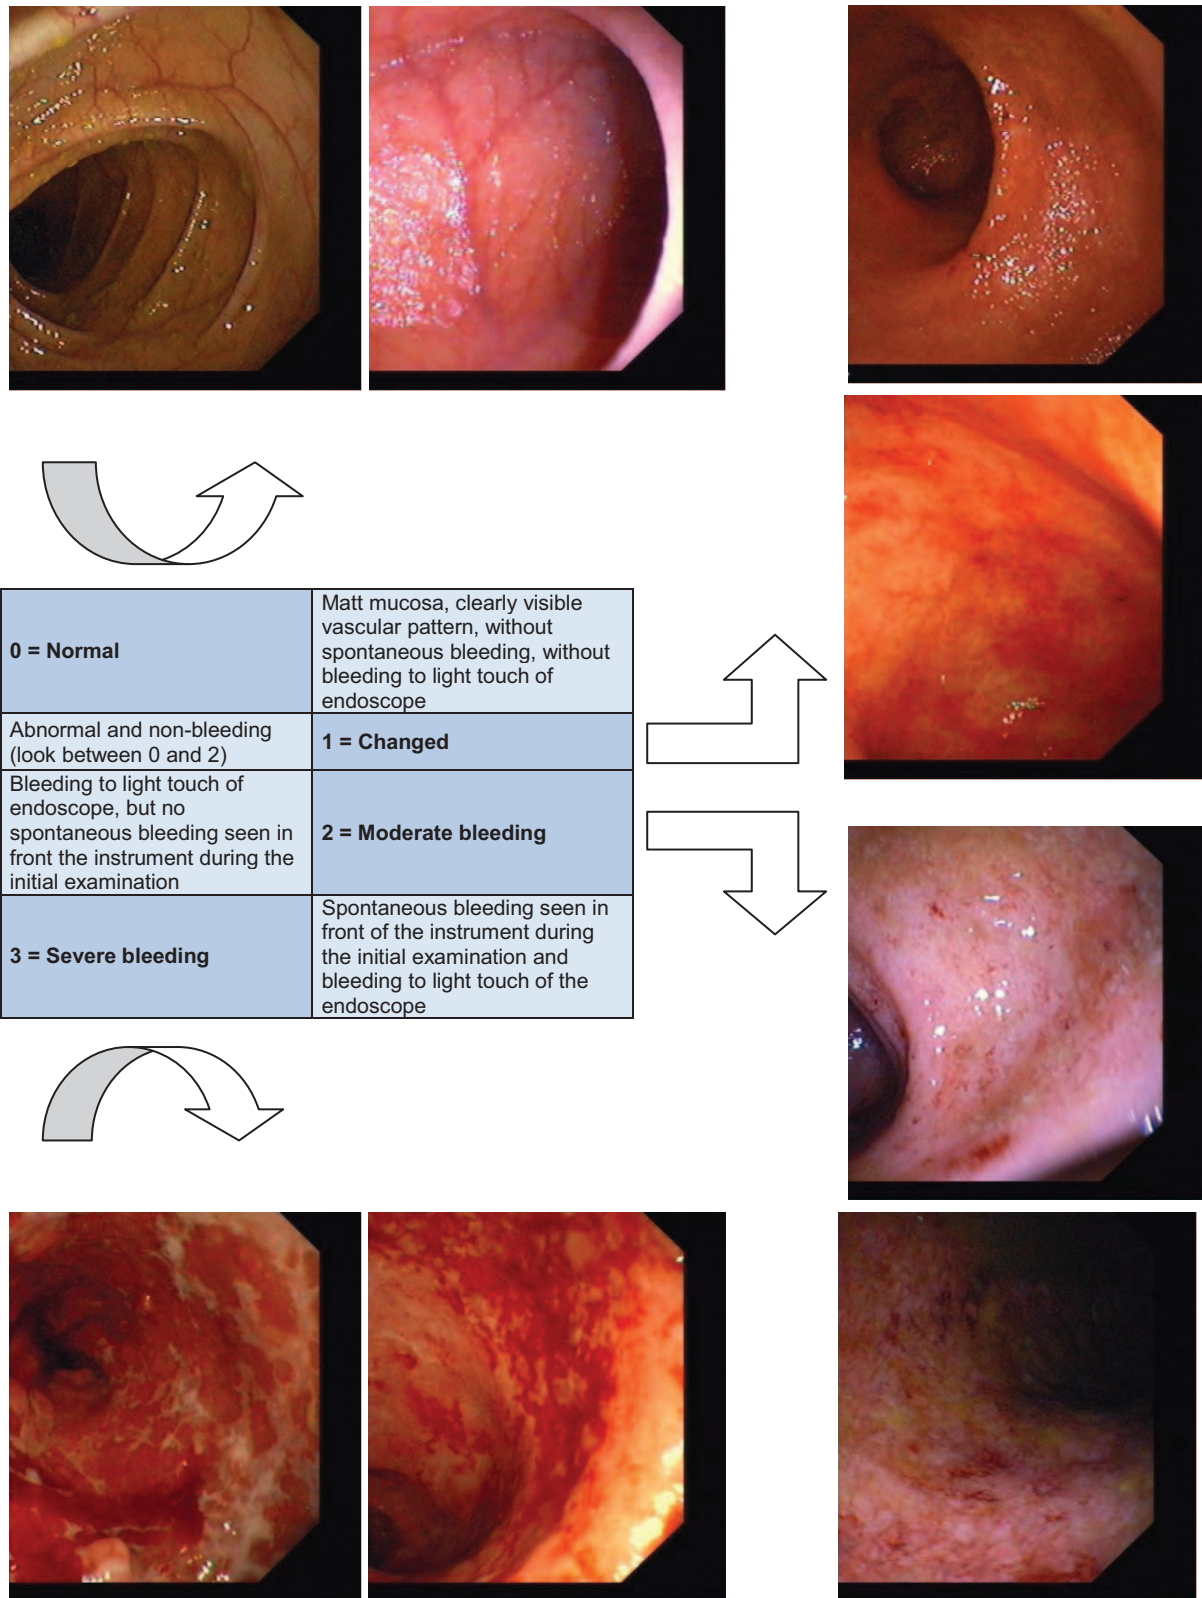 0 = Normal
Matt mucosa, clearly visible
vascular pattern, without
spontaneous bleeding, without
bleeding to light touch of
endoscope
Abnormal and non-bleeding
(look between 0 and 2)
1 = Changed
Bleeding to light touch of
endoscope, but no
spontaneous bleeding seen in
front the instrument during the
initial examination
2 = Moderate bleeding
3 = Severe bleeding
Spontaneous bleeding seen in
front of the instrument during
the initial examination and
bleeding to light touch of the
endoscope